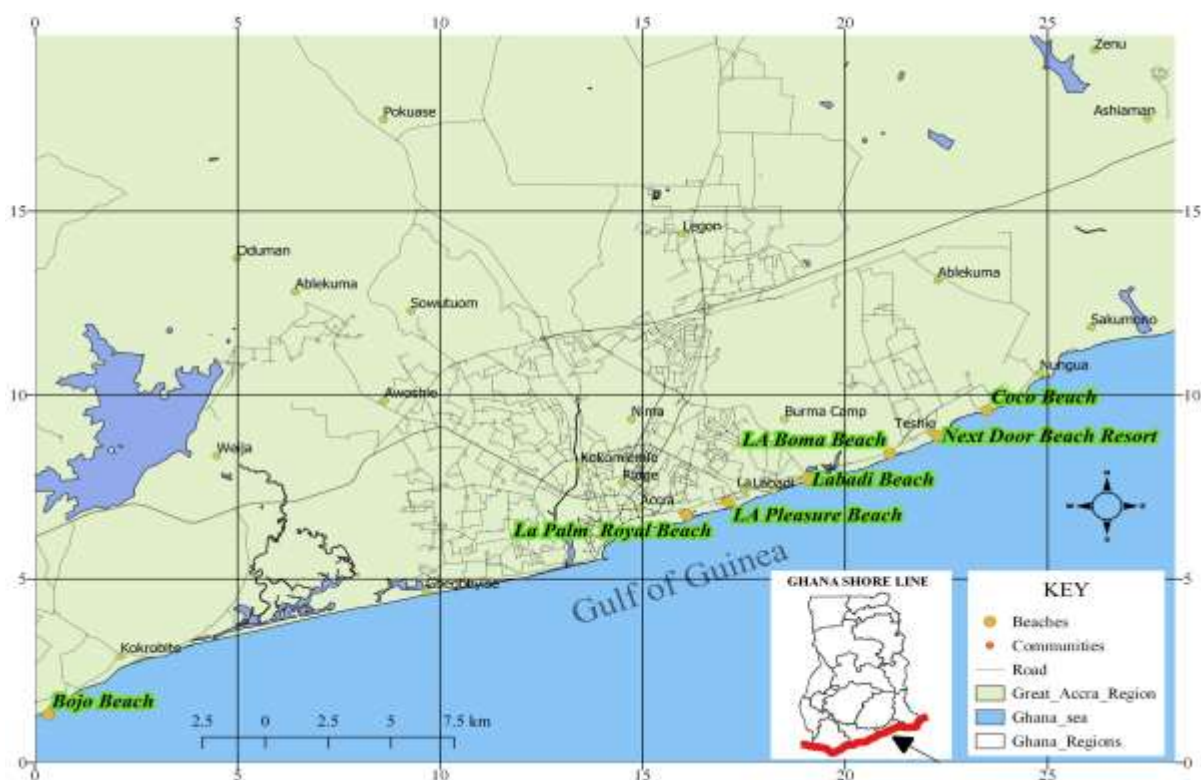 0 5 10 15 20 25
Zenu
Ashiaman
Pokuase
15 15
Legon
Oduman
Ablekuma
Ablekuma
Sowutuom
Sakumono
Nungua
10 10
Coco Beach
Awoshie
Nima
Burma Camp
Teshie
Next Door Beach Resort
LA Boma Beach
Weija
Kokomlemle
Ridge
La Labadi
Labadi Beach
Accra
LA Pleasure Beach
La Palm Royal Beach
5 5
Gulf of Guinea
Kokrobite
Bojo Beach
2.5 0 2.5 5 7.5 km
GHANA SHORE LINE
KEY
Beaches
Communities
Road
Great_Accra_Region
Ghana_sea
Ghana_Regions
0 0
0 5 10 15 20 25